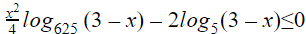 x²/4 log₆₂₅ (3 − x) − 2log₅(3 − x)≤0